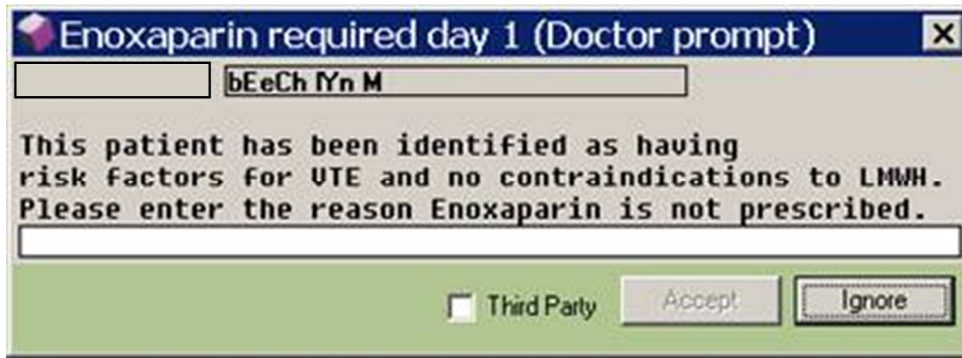 Enoxaparin required day 1 (Doctor prompt)
bEeCh lYn M
This patient has been identified as having
risk factors for VTE and no contraindications to LMWH.
Please enter the reason Enoxaparin is not prescribed.
Third Party Accept Ignore